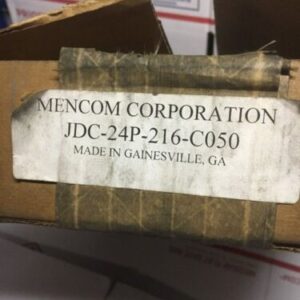 MENCOM CORPORATION
JDC-24P-216-C050
MADE IN GAINESVILLE, GA